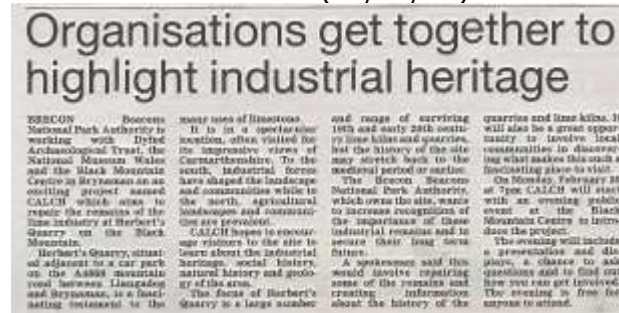 Organisations get together to
highlight industrial heritage
BRECON Beacons
National Park Authority is
working with Dyfed
Archaeological Trust, the
National Museum Wales
and the Black Mountain
Centre in Brynaman on an
exciting project named
CALCH which aims to
repair the remains of the
lime industry at Herbert's
Quarry on the Black
Mountain.
Herbert's Quarry, situat-
ed adjacent to a car park
on the A4069 mountain
road between Llangadog
and Brynaman, is a fasci-
nating testament to the
many uses of limestone.
It is in a spectacular
location, often visited for
its impressive views of
Carmarthenshire. To the
south, industrial forces
have shaped the landscape
and communities while to
the north, agricultural
landscapes and communi-
ties are prevalent.
CALCH hopes to encour-
age visitors to the site to
learn about the industrial
heritage, social history,
natural history and geolo-
gy of the area.
The focus of Herbert's
Quarry is a large number
and range of surviving
19th and early 20th centu-
ry lime kilns and quarries,
but the history of the site
may stretch back to the
medieval period or earlier.
The Brecon Beacons
National Park Authority,
which owns the site, wants
to increase recognition of
the importance of these
industrial remains and to
secure their long term
future.
A spokesman said this
would involve repairing
some of the remains and
creating information
about the history of the
quarries and lime kilns. It
will also be a great oppor-
tunity to involve local
communities in discover-
ing what makes this such a
fascinating place to visit.
On Monday, February
at 7pm CALCH will start
with an evening public
event at the Black
Mountain Centre to intro-
duce the project.
The evening will include
a presentation and dis-
plays, a chance to ask
questions and to find out
how you can get involved.
The evening is free for
anyone to attend.